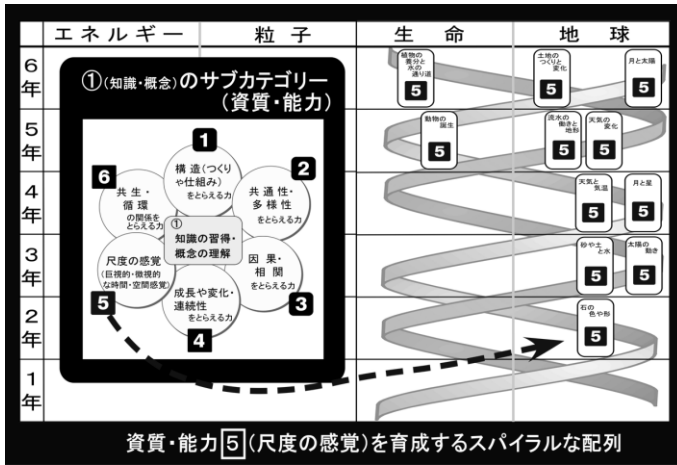 エネルギー 粒子 生命 地球
6年
5年
4年
3年
2年
1年
①(知識・概念)のサブカテゴリー
(資質・能力)
1
構造(つくり
や仕組み)
をとらえる力
2
共通性・
多様性
をとらえる力
因果・
相関
をとらえる力
3
成長や変化・
連続性
をとらえる力
4
尺度の感覚
(巨視的・微視的
な時間・空間感覚)
5
6
共生・
循環
の関係を
とらえる力
①
知識の習得・
概念の理解
植物の
養分と
水の
通り道
5
土地の
つくりと
変化
5
月と太陽
5
動物の
誕生
5
流水の
働きと
地形
5
天気の
変化
5
天気と
気温
5
月と星
5
砂や土
と水
5
太陽の
動き
5
石の
色や形
5
資質・能力5(尺度の感覚)を育成するスパイラルな配列